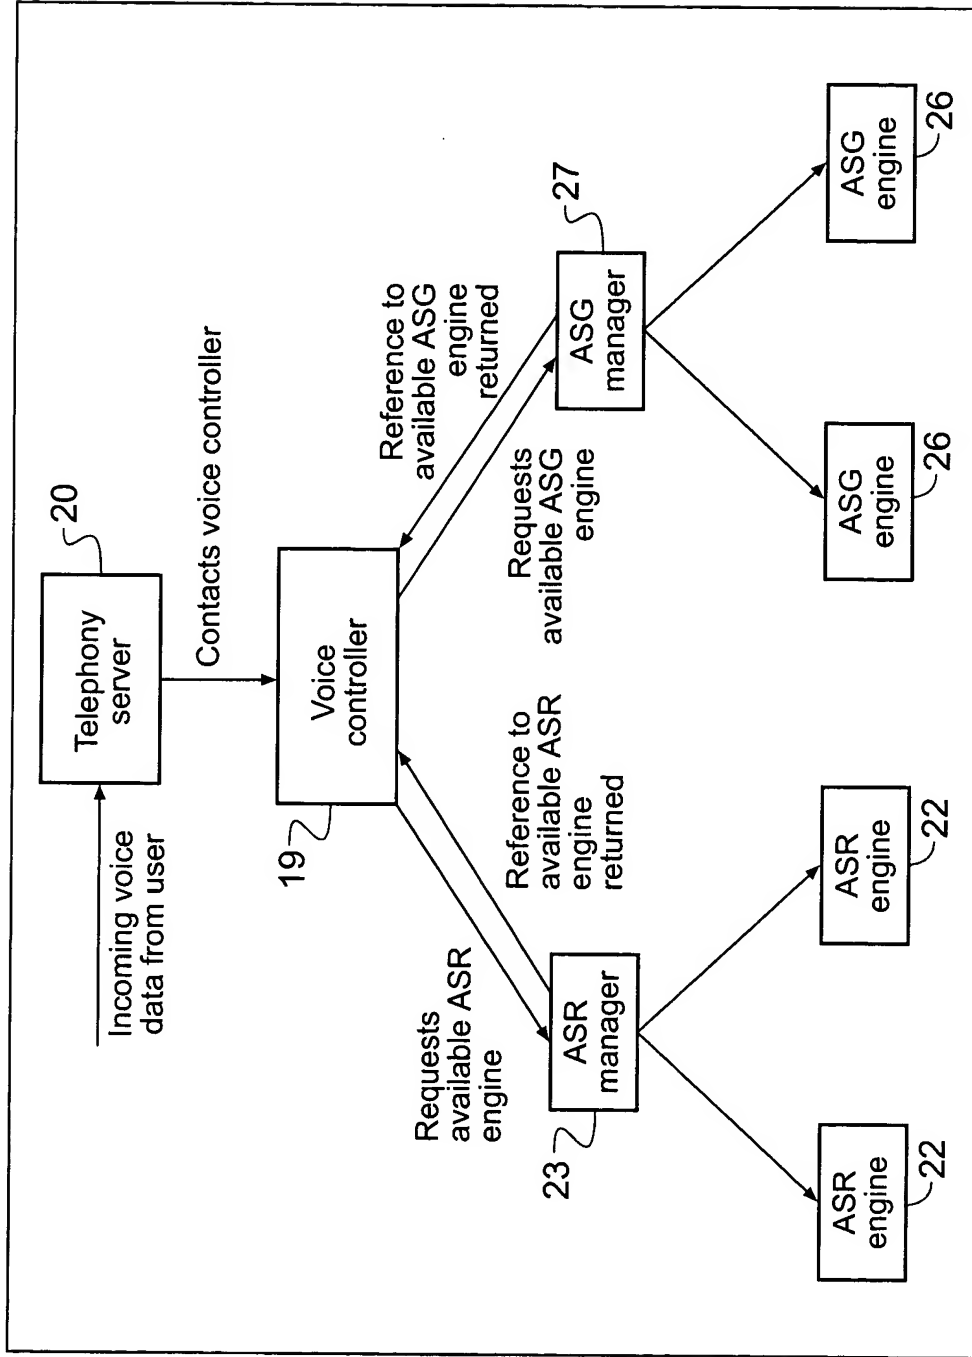 Incoming voice
data from user
Telephony
server
20
Contacts voice controller
19
Voice
controller
Requests
available ASR
engine
Reference to
available ASR
engine
returned
Requests
available ASG
engine
Reference to
available ASG
engine
returned
23
ASR
manager
ASG
manager
27
ASR
engine
22
ASR
engine
22
ASG
engine
26
ASG
engine
26